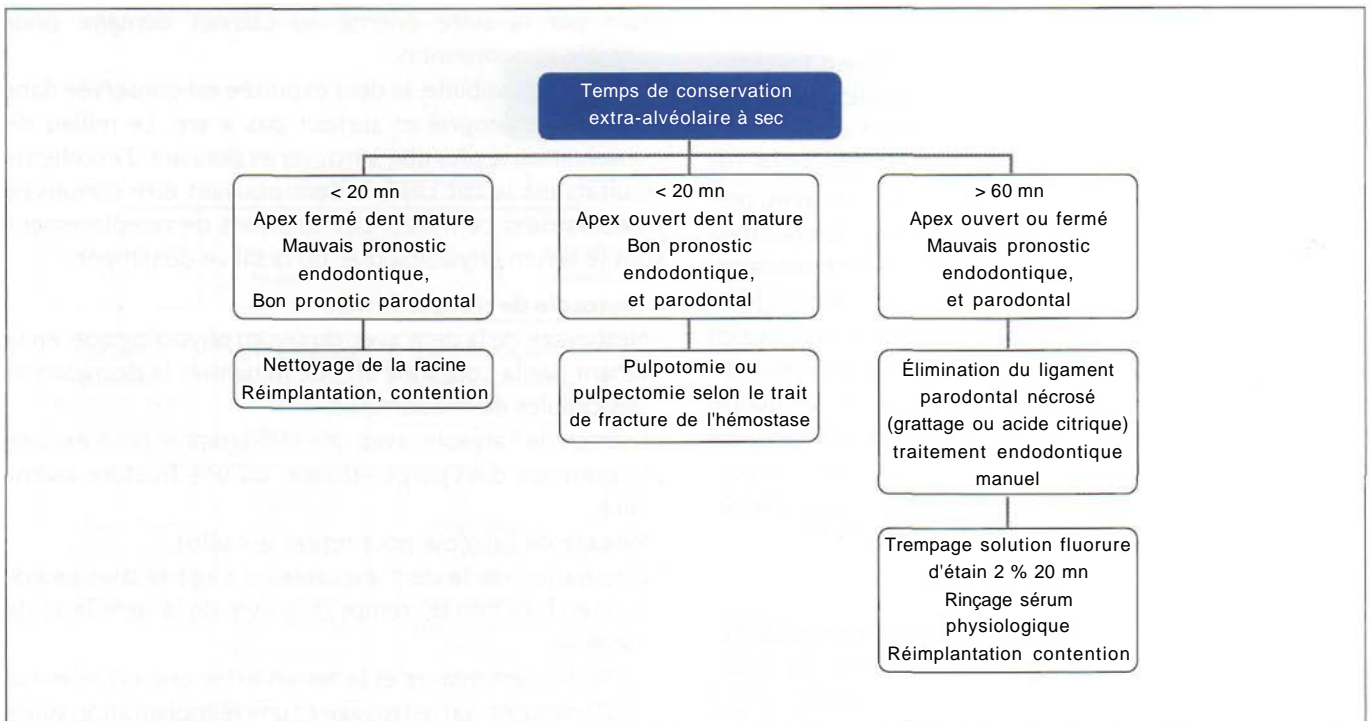 Temps de conservation
extra-alvéolaire à sec
< 20 mn
Apex fermé dent mature
Mauvais pronostic
endodontique,
Bon pronotic parodontal
Nettoyage de la racine
Réimplantation, contention
< 20 mn
Apex ouvert dent mature
Bon pronostic
endodontique,
et parodontal
Pulpotomie ou
pulpectomie selon le trait
de fracture de l'hémostase
> 60 mn
Apex ouvert ou fermé
Mauvais pronostic
endodontique,
et parodontal
Élimination du ligament
parodontal nécrosé
(grattage ou acide citrique)
traitement endodontique
manuel
Trempage solution fluorure
d'étain 2 % 20 mn
Rinçage sérum
physiologique
Réimplantation contention